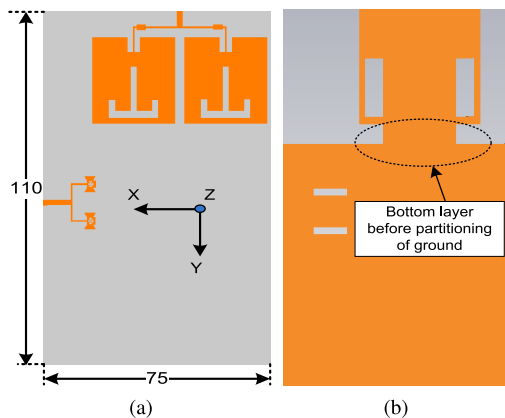 110
X
Z
Y
75
Bottom layer
before partitioning
of ground
(a)
(b)